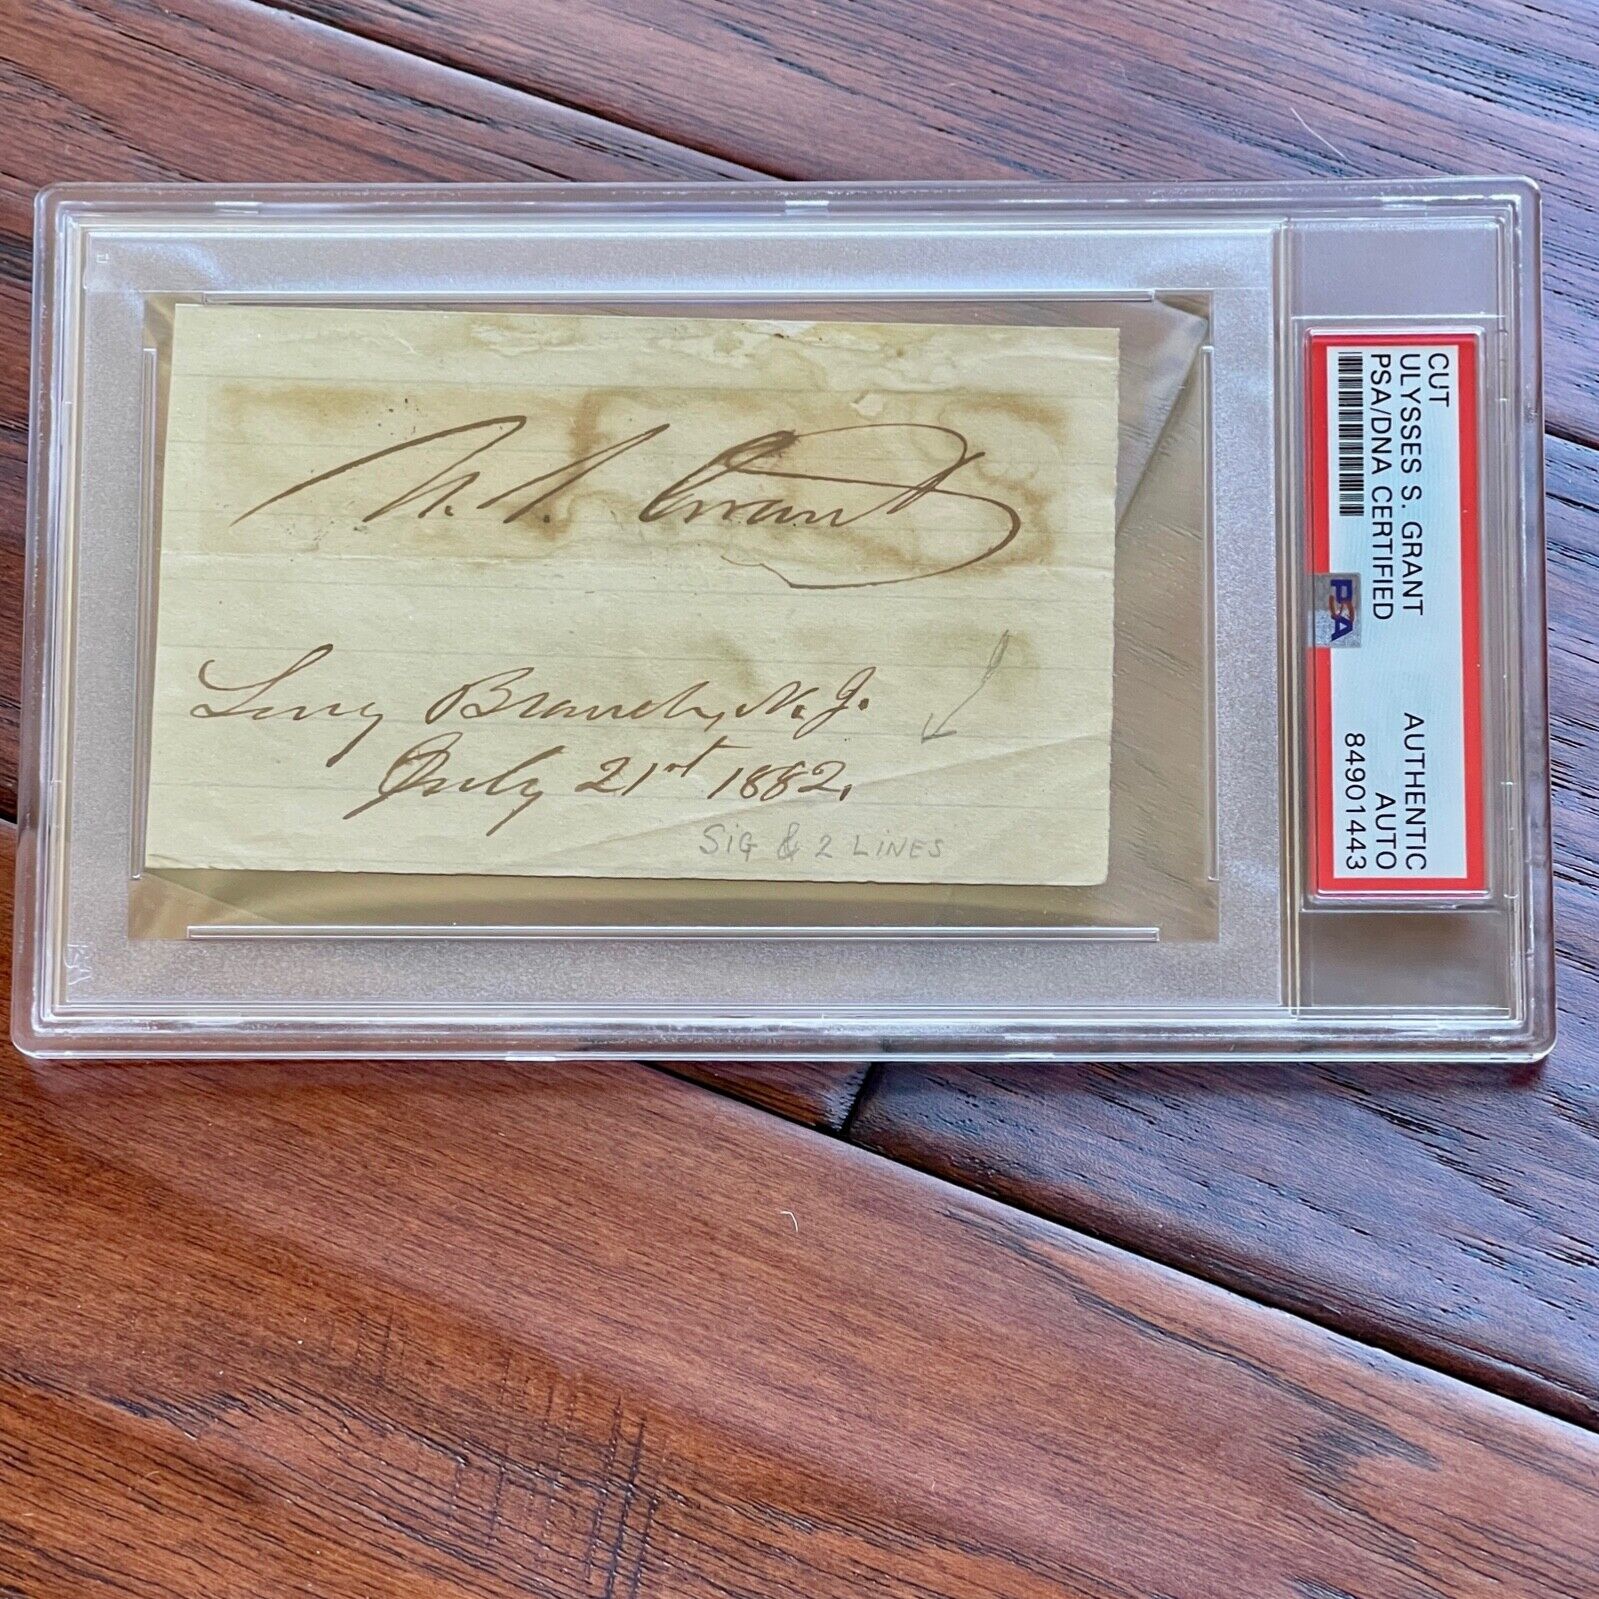 U. S. Grant
Long Branch, N. J.
July 21st 1882.
SIG & 2 LINES
CUT
ULYSSES S. GRANT
PSA/DNA CERTIFIED
AUTHENTIC
AUTO
84901443
PSA